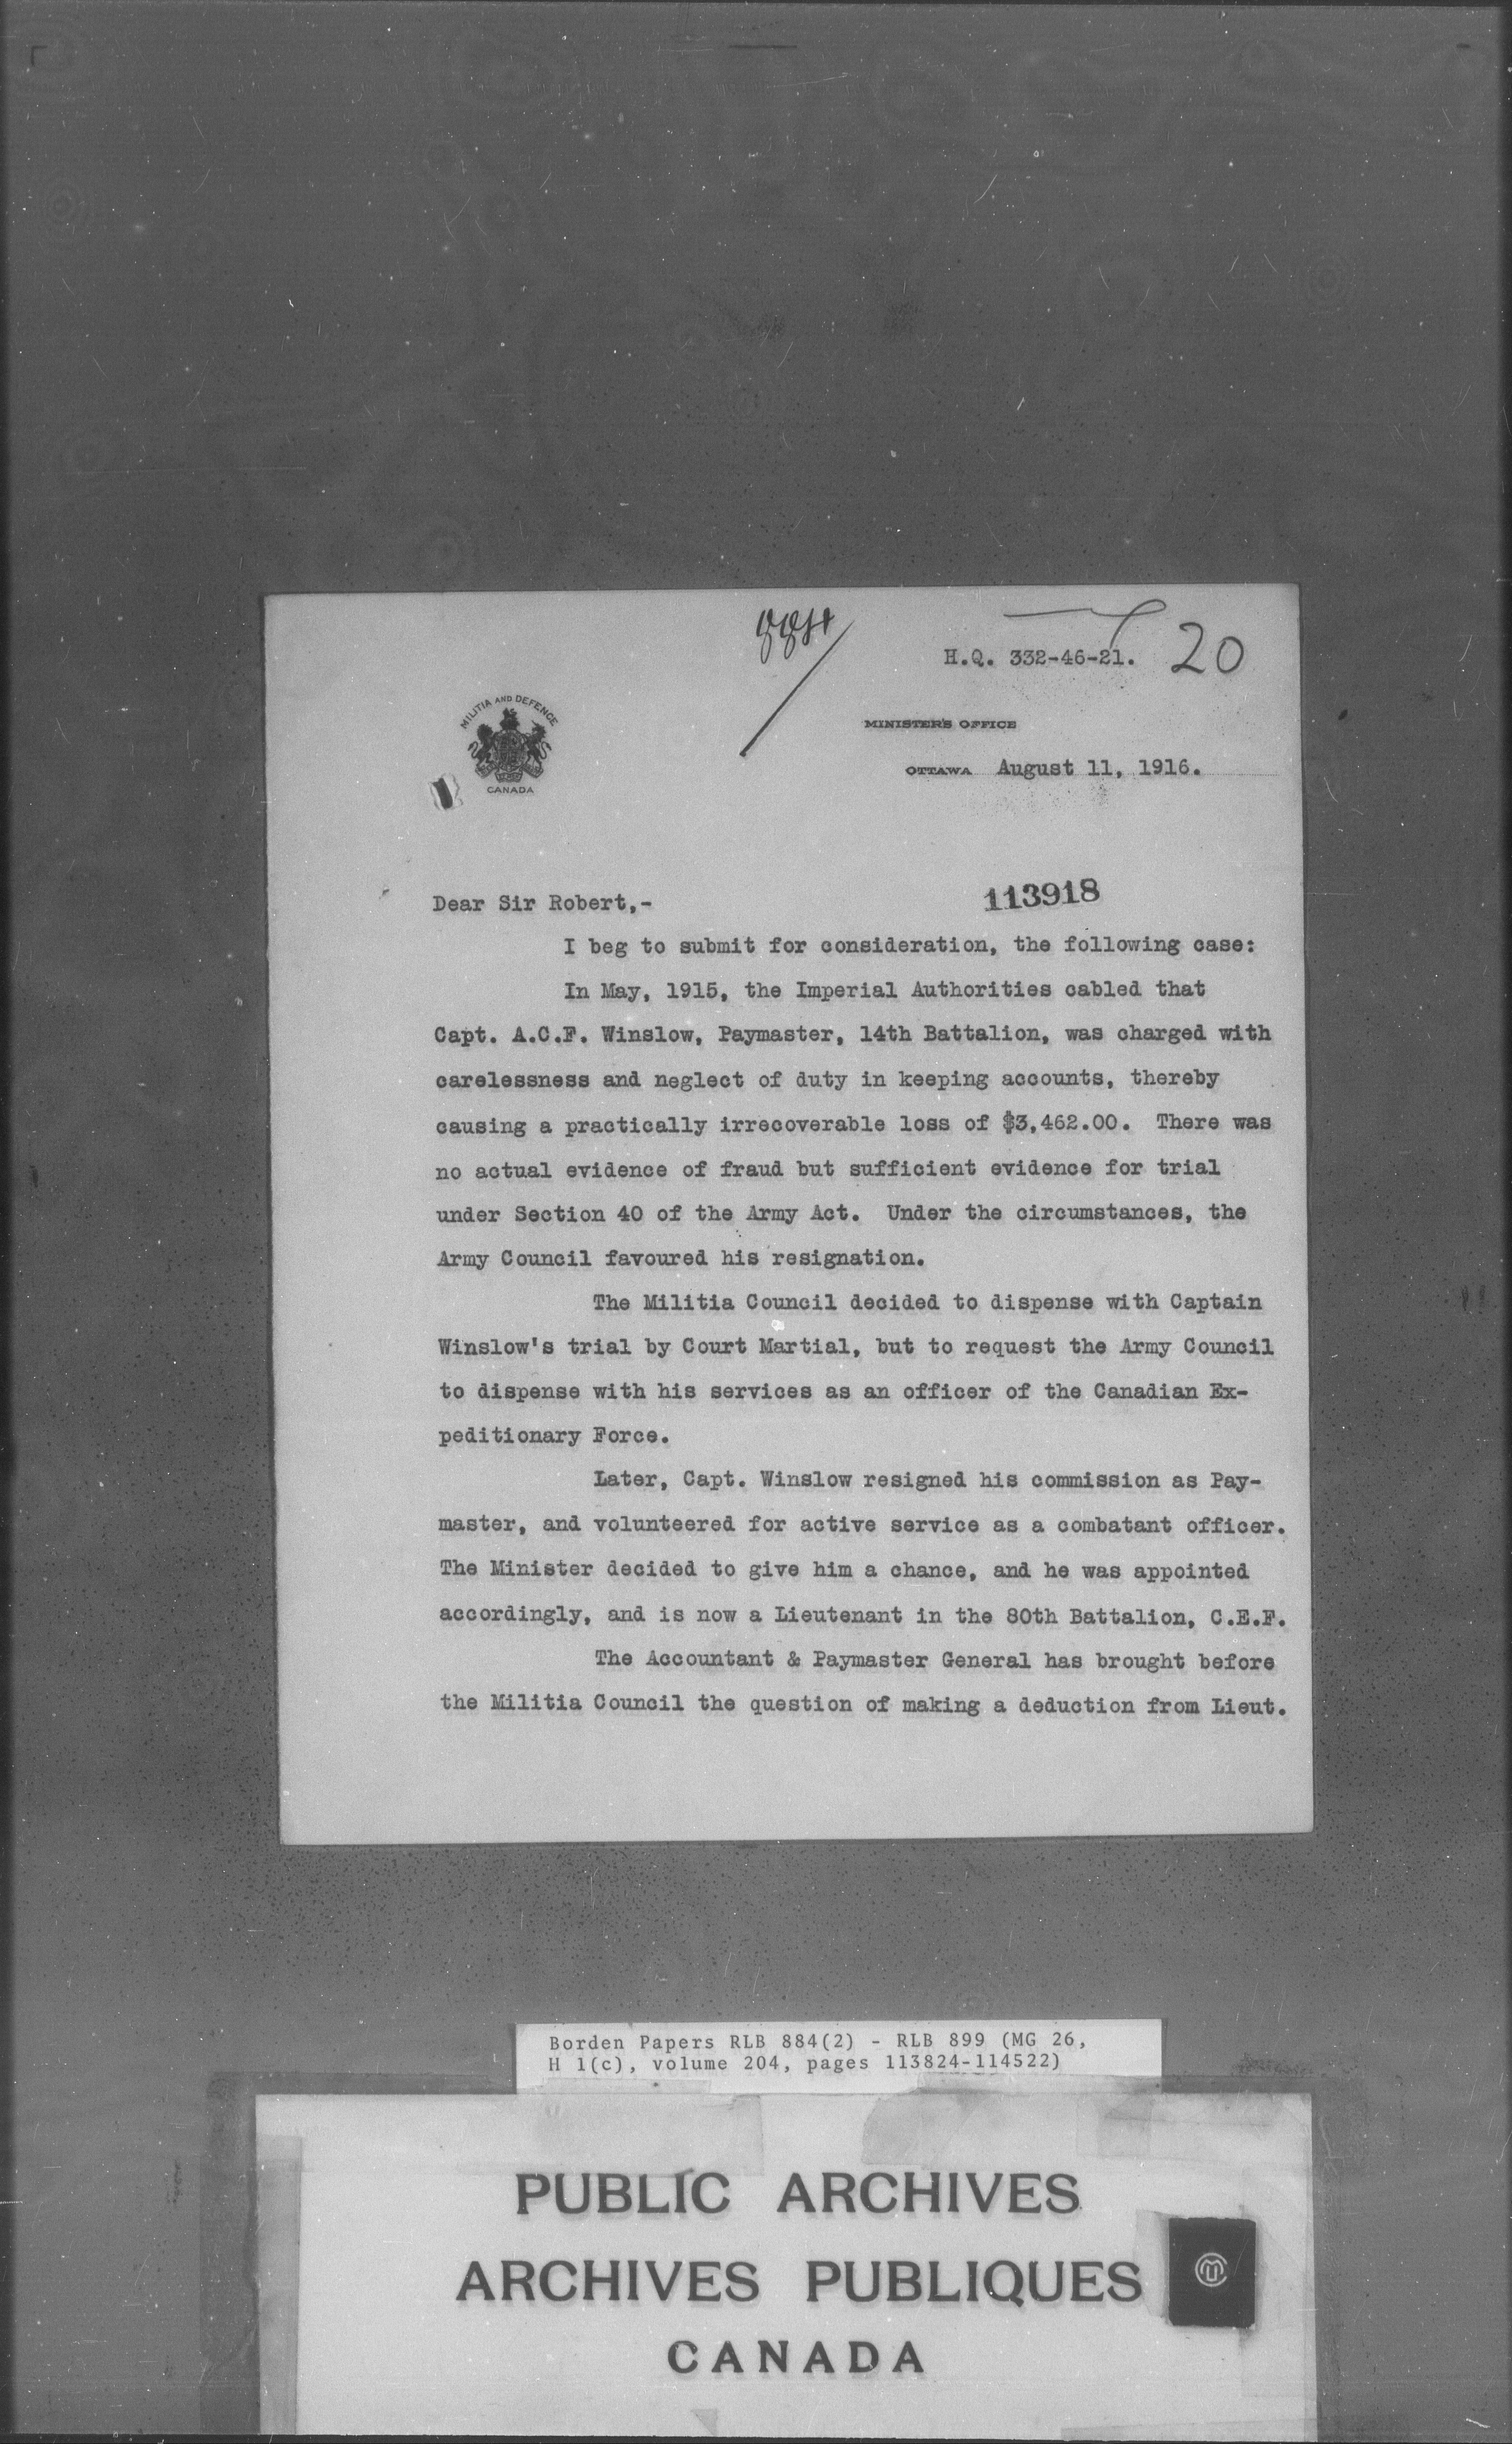 884
H.Q. 332-46-21.
20
MILITIA AND DEFENCE
CANADA
MINISTER'S OFFICE
OTTAWA August 11, 1916.
113918
Dear Sir Robert,-
I beg to submit for consideration, the following case:
In May, 1915, the Imperial Authorities cabled that
Capt. A.C.F. Winslow, Paymaster, 14th Battalion, was charged with
carelessness and neglect of duty in keeping accounts, thereby
causing a practically irrecoverable loss of $3,462.00. There was
no actual evidence of fraud but sufficient evidence for trial
under Section 40 of the Army Act. Under the circumstances, the
Army Council favoured his resignation.
The Militia Council decided to dispense with Captain
Winslow's trial by Court Martial, but to request the Army Council
to dispense with his services as an officer of the Canadian Ex-
peditionary Force.
Later, Capt. Winslow resigned his commission as Pay-
master, and volunteered for active service as a combatant officer.
The Minister decided to give him a chance, and he was appointed
accordingly, and is now a Lieutenant in the 80th Battalion, C.E.F.
The Accountant & Paymaster General has brought before
the Militia Council the question of making a deduction from Lieut.
Borden Papers RLB 884(2) - RLB 899 (MG 26,
H 1(c), volume 204, pages 113824-114522)
PUBLIC ARCHIVES
ARCHIVES PUBLIQUES
CANADA